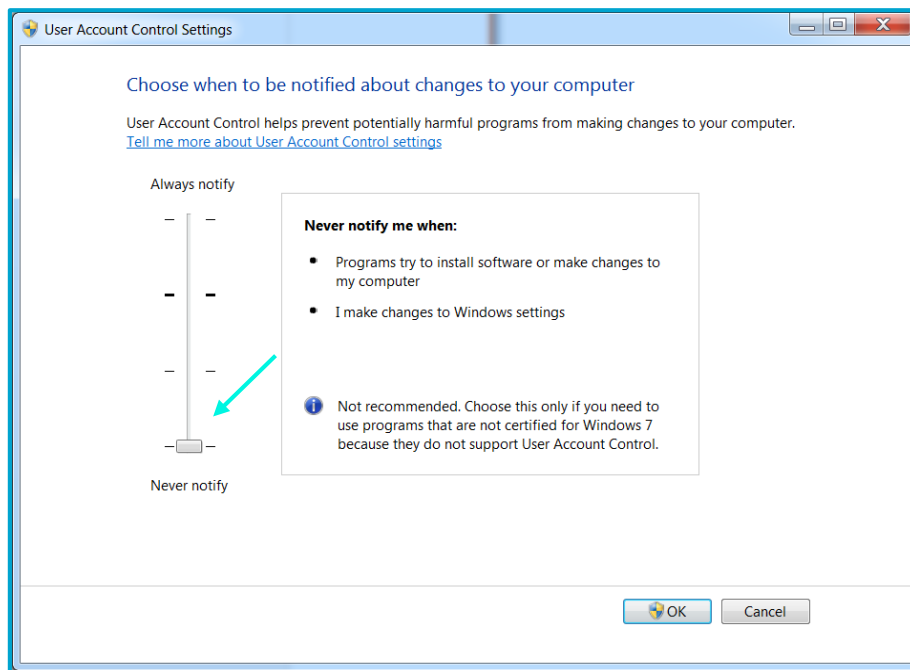 User Account Control Settings
Choose when to be notified about changes to your computer
User Account Control helps prevent potentially harmful programs from making changes to your computer.
Tell me more about User Account Control settings
Always notify
Never notify me when:
Programs try to install software or make changes to
my computer
I make changes to Windows settings
Not recommended. Choose this only if you need to
use programs that are not certified for Windows 7
because they do not support User Account Control.
Never notify
OK
Cancel